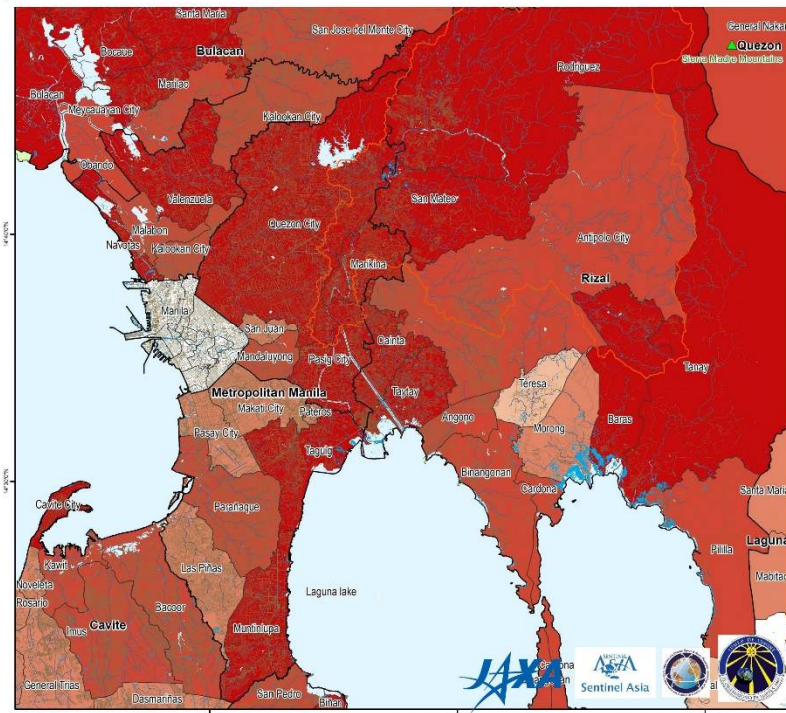 Santa Maria
San Jose del Monte City
Bocaue
Bulacan
Quezon
Sierra Madre Mountains
Rodriguez
Marilao
Bulacan
Meycauayan City
Kalookan City
Obando
Valenzuela
San Mateo
Quezon City
Malabon
Navotas
Kalookan City
Antipolo City
Marikina
Rizal
Manila
San Juan
Cainta
Mandaluyong
Pasig City
Tanay
Teresa
Metropolitan Manila
Taytay
Makati City
Pateros
Angono
Baras
Morong
Pasay City
Taguig
Binangonan
Cardona
Santa Maria
Cavite City
Parañaque
Laguna
Pililla
Kawit
Las Piñas
Mabitac
Noveleta
Rosario
Laguna lake
Bacoor
Cavite
Imus
Muntinlupa
General Trias
Dasmariñas
San Pedro
Biñan
JAXA
SENTINEL
ASIA
Sentinel Asia